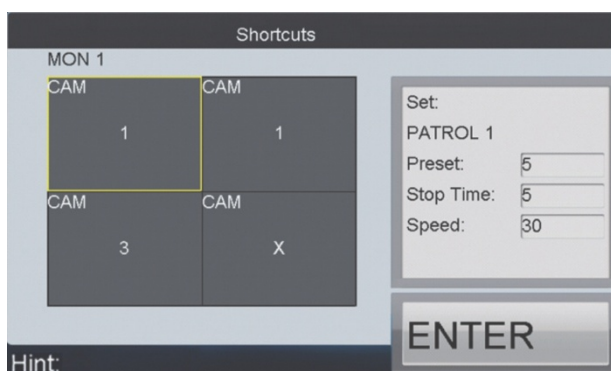 Shortcuts
MON 1
CAM
1
CAM
1
CAM
3
CAM
X
Set:
PATROL 1
Preset: 5
Stop Time: 5
Speed: 30
ENTER
Hint: